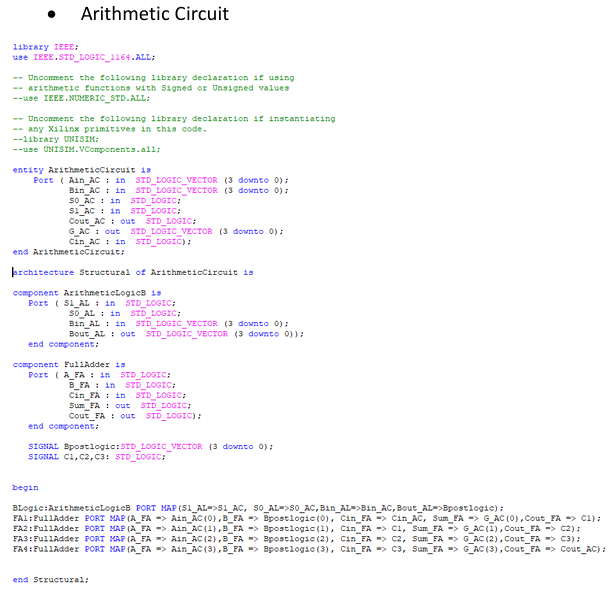 • Arithmetic Circuit
library IEEE;
use IEEE.STD_LOGIC_1164.ALL;
-- Uncomment the following library declaration if using
-- arithmetic functions with Signed or Unsigned values
--use IEEE.NUMERIC_STD.ALL;
-- Uncomment the following library declaration if instantiating
-- any Xilinx primitives in this code.
--library UNISIM;
--use UNISIM.VComponents.all;
entity ArithmeticCircuit is
Port ( Ain_AC : in STD_LOGIC_VECTOR (3 downto 0);
Bin_AC : in STD_LOGIC_VECTOR (3 downto 0);
S0_AC : in STD_LOGIC;
S1_AC : in STD_LOGIC;
Cout_AC : out STD_LOGIC;
G_AC : out STD_LOGIC_VECTOR (3 downto 0);
Cin_AC : in STD_LOGIC);
end ArithmeticCircuit;
architecture Structural of ArithmeticCircuit is
component ArithmeticLogicB is
Port ( S1_AL : in STD_LOGIC;
S0_AL : in STD_LOGIC;
Bin_AL : in STD_LOGIC_VECTOR (3 downto 0);
Bout_AL : out STD_LOGIC_VECTOR (3 downto 0));
end component;
component FullAdder is
Port ( A_FA : in STD_LOGIC;
B_FA : in STD_LOGIC;
Cin_FA : in STD_LOGIC;
Sum_FA : out STD_LOGIC;
Cout_FA : out STD_LOGIC);
end component;
SIGNAL Bpostlogic:STD_LOGIC_VECTOR (3 downto 0);
SIGNAL C1,C2,C3: STD_LOGIC;
begin
BLogic:ArithmeticLogicB PORT MAP(S1_AL=>S1_AC, S0_AL=>S0_AC,Bin_AL=>Bin_AC,Bout_AL=>Bpostlogic);
FA1:FullAdder PORT MAP(A_FA => Ain_AC(0),B_FA => Bpostlogic(0), Cin_FA => Cin_AC, Sum_FA => G_AC(0),Cout_FA => C1);
FA2:FullAdder PORT MAP(A_FA => Ain_AC(1),B_FA => Bpostlogic(1), Cin_FA => C1, Sum_FA => G_AC(1),Cout_FA => C2);
FA3:FullAdder PORT MAP(A_FA => Ain_AC(2),B_FA => Bpostlogic(2), Cin_FA => C2, Sum_FA => G_AC(2),Cout_FA => C3);
FA4:FullAdder PORT MAP(A_FA => Ain_AC(3),B_FA => Bpostlogic(3), Cin_FA => C3, Sum_FA => G_AC(3),Cout_FA => Cout_AC);
end Structural;